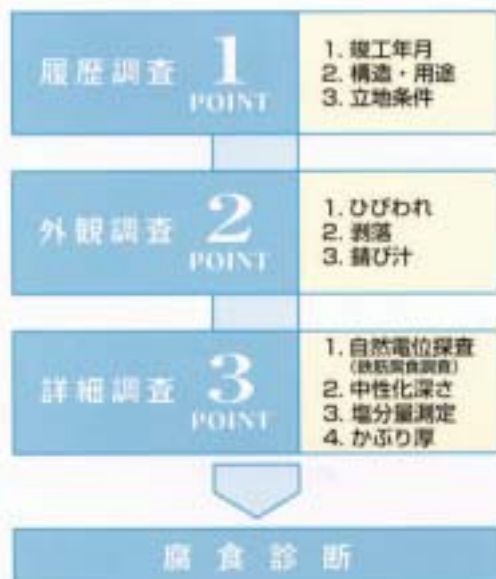 履歴調査 1 POINT
1. 竣工年月
2. 構造・用途
3. 立地条件
外観調査 2 POINT
1. ひびわれ
2. 剥落
3. 錆び汁
詳細調査 3 POINT
1. 自然電位探査
(鉄筋腐食調査)
2. 中性化深さ
3. 塩分量測定
4. かぶり厚
腐食診断